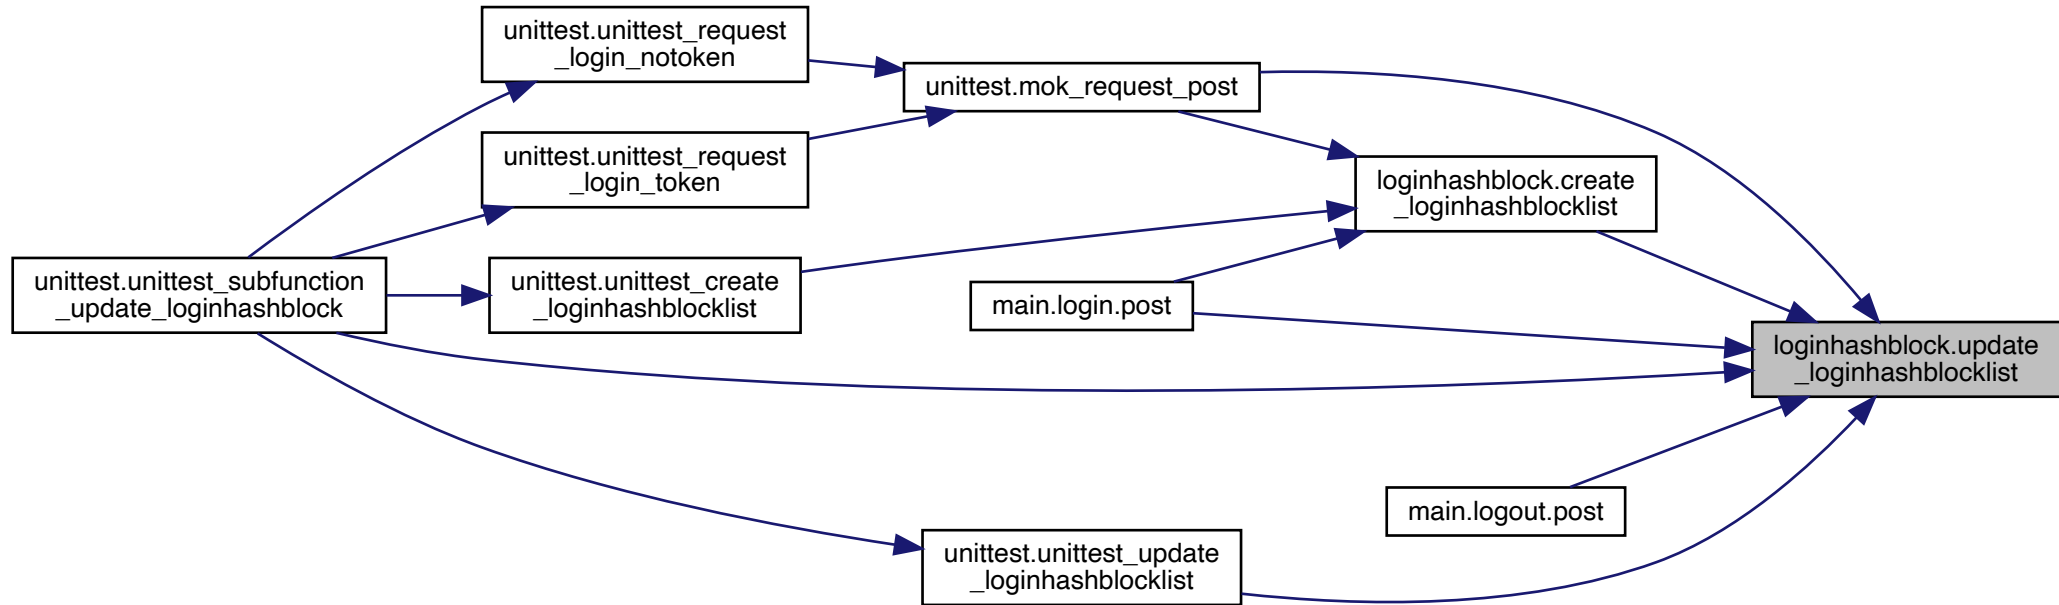 unittest.unittest_request
_login_notoken
unittest.mok_request_post
unittest.unittest_request
_login_token
loginhashblock.create
_loginhashblocklist
unittest.unittest_subfunction
_update_loginhashblock
unittest.unittest_create
_loginhashblocklist
main.login.post
loginhashblock.update
_loginhashblocklist
main.logout.post
unittest.unittest_update
_loginhashblocklist